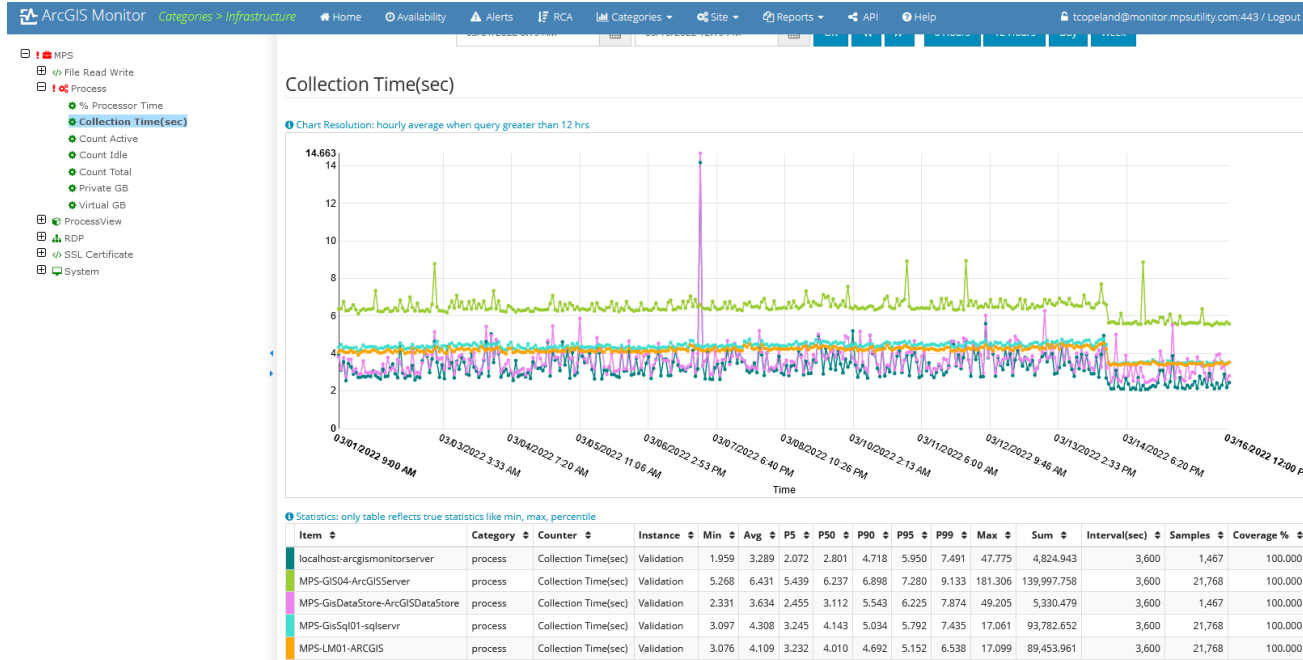 ArcGIS Monitor Categories > Infrastructure Home Availability Alerts RCA Categories Site Reports API Help tcopeland@monitor.mpsutility.com:443 / Logout
MPS
File Read Write
Process
% Processor Time
Collection Time(sec)
Count Active
Count Idle
Count Total
Private GB
Virtual GB
ProcessView
RDP
SSL Certificate
System
Collection Time(sec)
Chart Resolution: hourly average when query greater than 12 hrs
14.663
14
12
10
8
6
4
2
0
03/01/2022 9:00 AM
03/03/2022 3:33 AM
03/04/2022 7:20 AM
03/05/2022 11:06 AM
03/06/2022 2:53 PM
03/07/2022 6:40 PM
03/08/2022 10:26 PM
03/10/2022 2:13 AM
03/11/2022 6:00 AM
03/12/2022 9:46 AM
03/13/2022 2:33 PM
03/14/2022 6:20 PM
03/16/2022 12:00 P
Time
Statistics: only table reflects true statistics like min, max, percentile
Item Category Counter Instance Min Avg P5 P50 P90 P95 P99 Max Sum Interval(sec) Samples Coverage %
localhost-arcgismonitorserver process Collection Time(sec) Validation 1.959 3.289 2.072 2.801 4.718 5.950 7.491 47.775 4,824.943 3,600 1,467 100.000
MPS-GIS04-ArcGISServer process Collection Time(sec) Validation 5.268 6.431 5.439 6.237 6.898 7.280 9.133 181.306 139,997.758 3,600 21,768 100.000
MPS-GisDataStore-ArcGISDataStore process Collection Time(sec) Validation 2.331 3.634 2.455 3.112 5.543 6.225 7.874 49.205 5,330.479 3,600 1,467 100.000
MPS-GisSql01-sqlservr process Collection Time(sec) Validation 3.097 4.308 3.245 4.143 5.034 5.792 7.435 17.061 93,782.652 3,600 21,768 100.000
MPS-LM01-ARCGIS process Collection Time(sec) Validation 3.076 4.109 3.232 4.010 4.692 5.152 6.538 17.099 89,453.961 3,600 21,768 100.000